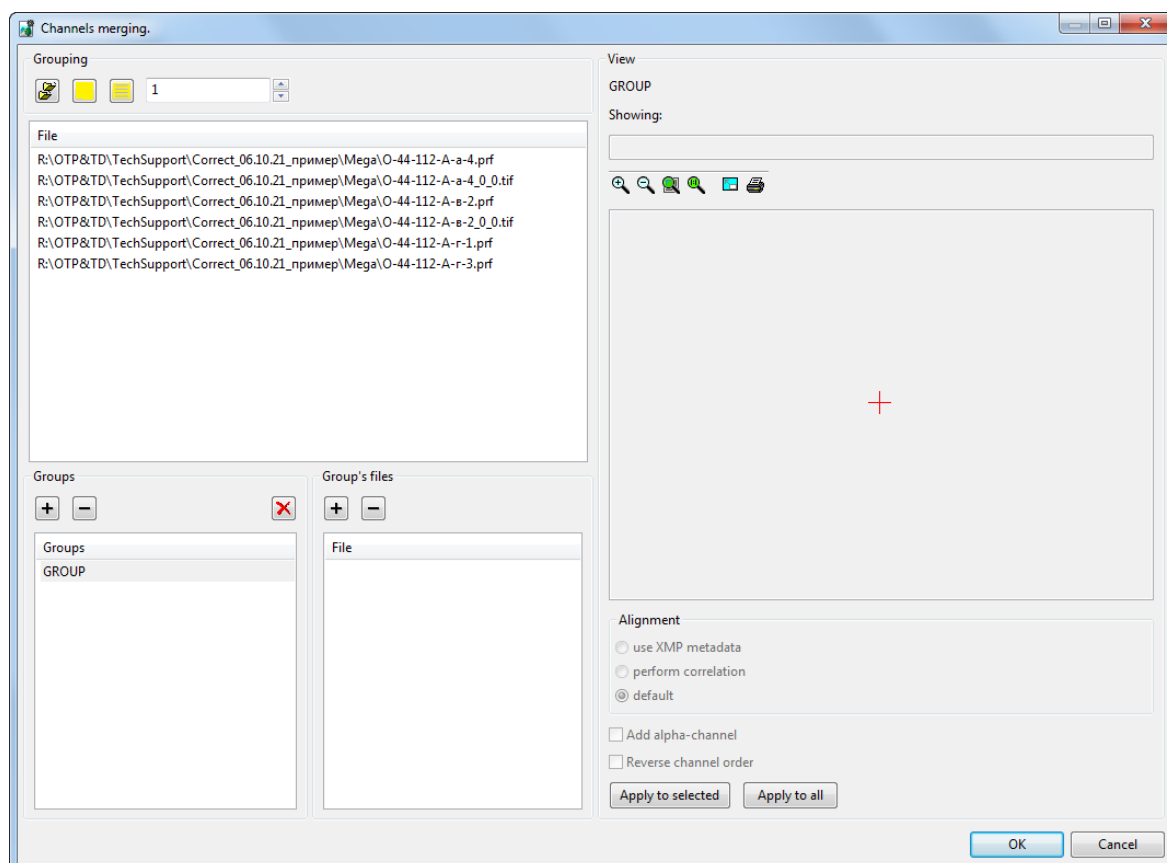 Channels merging.
Grouping
1
File
R:\OTP&TD\TechSupport\Correct_06.10.21_пример\Mega\O-44-112-A-a-4.prf
R:\OTP&TD\TechSupport\Correct_06.10.21_пример\Mega\O-44-112-A-a-4_0_0.tif
R:\OTP&TD\TechSupport\Correct_06.10.21_пример\Mega\O-44-112-A-в-2.prf
R:\OTP&TD\TechSupport\Correct_06.10.21_пример\Mega\O-44-112-A-в-2_0_0.tif
R:\OTP&TD\TechSupport\Correct_06.10.21_пример\Mega\O-44-112-A-г-1.prf
R:\OTP&TD\TechSupport\Correct_06.10.21_пример\Mega\O-44-112-A-г-3.prf
Groups
Groups
GROUP
Group's files
File
View
GROUP
Showing:
Alignment
use XMP metadata
perform correlation
default
Add alpha-channel
Reverse channel order
Apply to selected Apply to all
OK Cancel